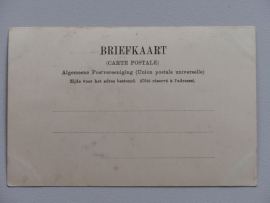 BRIEFKAART
(CARTE POSTALE)
Algemeene Postvereeniging (Union postale universelle)
Zijde voor het adres bestemd. (Côté réservé à l'adresse).